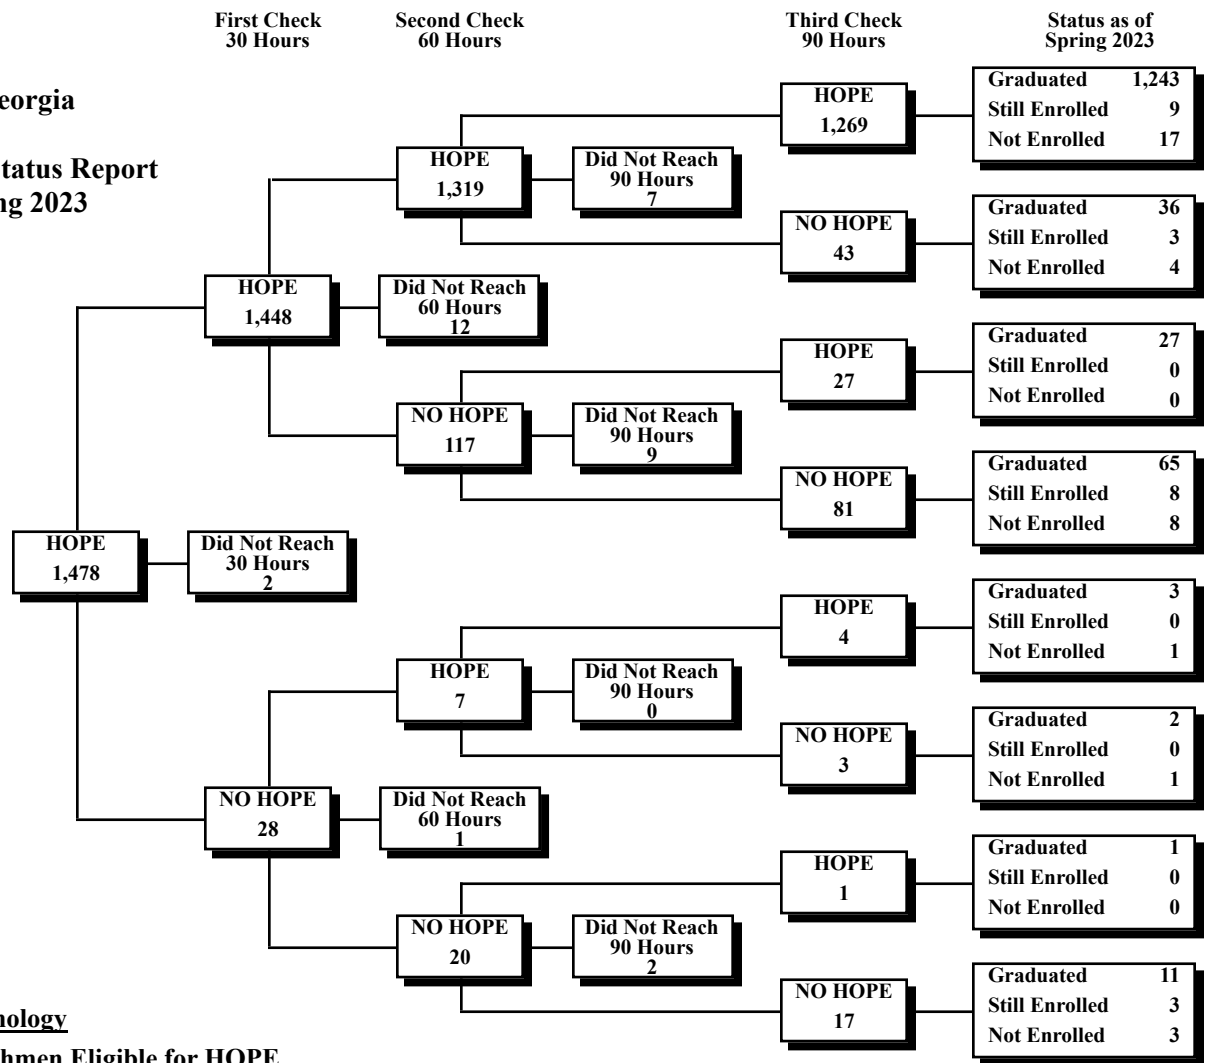 First Check
30 Hours
Second Check
60 Hours
Third Check
90 Hours
Status as of
Spring 2023
Status Report
2023
HOPE
1,478
Did Not Reach
30 Hours
2
HOPE
1,448
Did Not Reach
60 Hours
12
NO HOPE
28
Did Not Reach
60 Hours
1
HOPE
1,319
Did Not Reach
90 Hours
7
NO HOPE
117
Did Not Reach
90 Hours
9
HOPE
7
Did Not Reach
90 Hours
0
NO HOPE
20
Did Not Reach
90 Hours
2
HOPE
1,269
NO HOPE
43
HOPE
27
NO HOPE
81
HOPE
4
NO HOPE
3
HOPE
1
NO HOPE
17
Graduated 1,243
Still Enrolled 9
Not Enrolled 17
Graduated 36
Still Enrolled 3
Not Enrolled 4
Graduated 27
Still Enrolled 0
Not Enrolled 0
Graduated 65
Still Enrolled 8
Not Enrolled 8
Graduated 3
Still Enrolled 0
Not Enrolled 1
Graduated 2
Still Enrolled 0
Not Enrolled 1
Graduated 1
Still Enrolled 0
Not Enrolled 0
Graduated 11
Still Enrolled 3
Not Enrolled 3
Eligible for HOPE